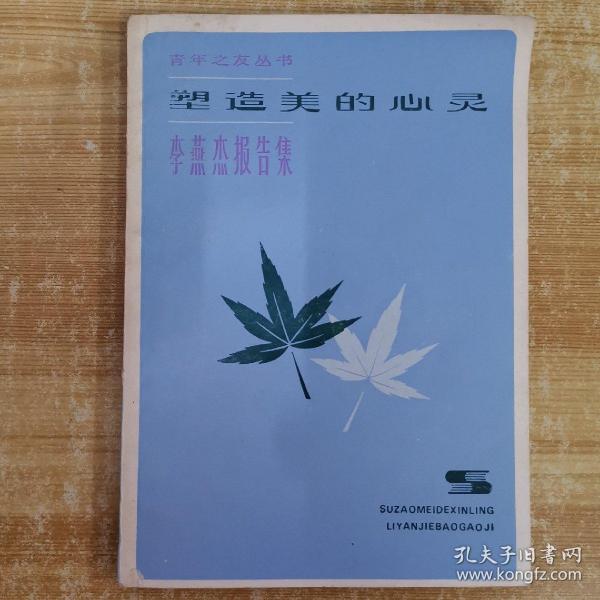 青年之友丛书
塑造美的心灵
李燕杰报告集
SUZAOMEIDEXINLING
LIYANJIEBAOGAOJI
孔夫子旧书网
www.kongfz.com